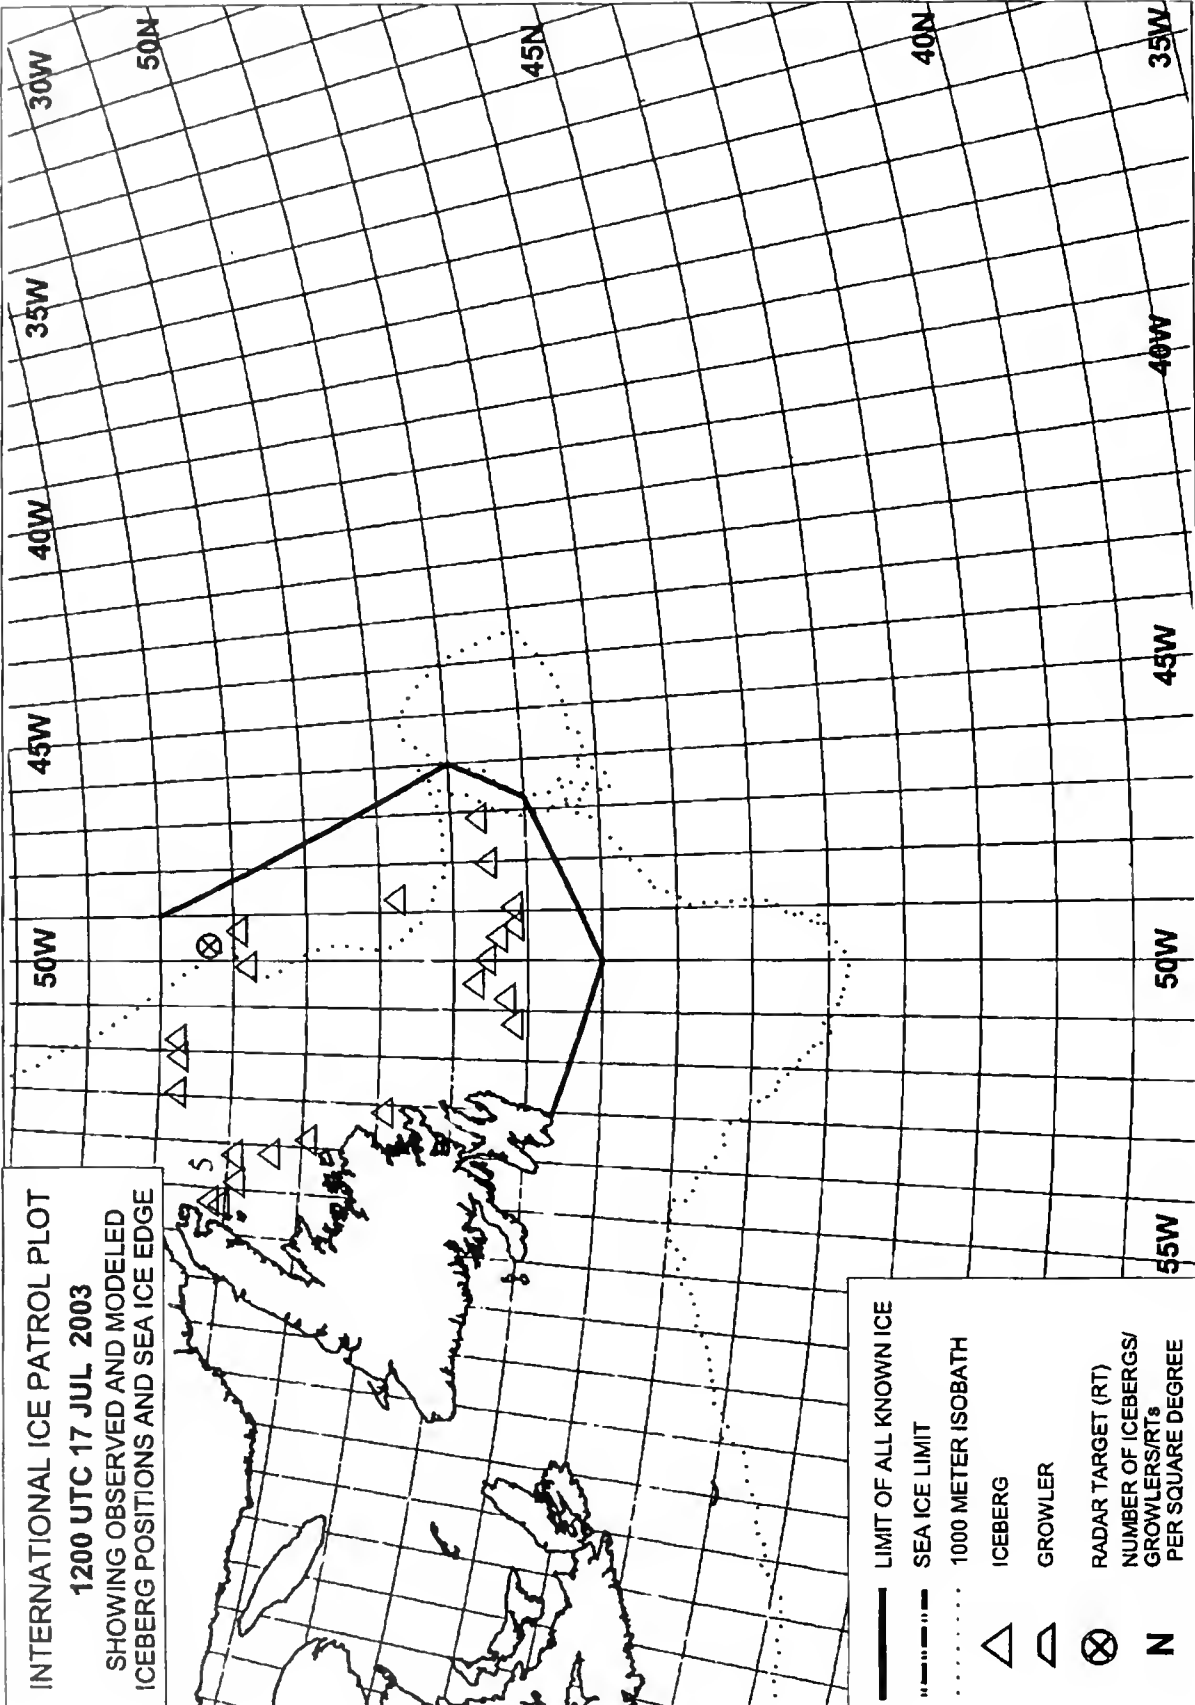 INTERNATIONAL ICE PATROL PLOT
1200 UTC 17 JUL 2003
SHOWING OBSERVED AND MODELED
ICEBERG POSITIONS AND SEA ICE EDGE
50W
45W
40W
35W
30W
50N
45N
40N
35W
40W
45W
50W
55W
5
LIMIT OF ALL KNOWN ICE
SEA ICE LIMIT
1000 METER ISOBATH
ICEBERG
GROWLER
RADAR TARGET (RT)
N NUMBER OF ICEBERGS/
GROWLERS/RTs
PER SQUARE DEGREE